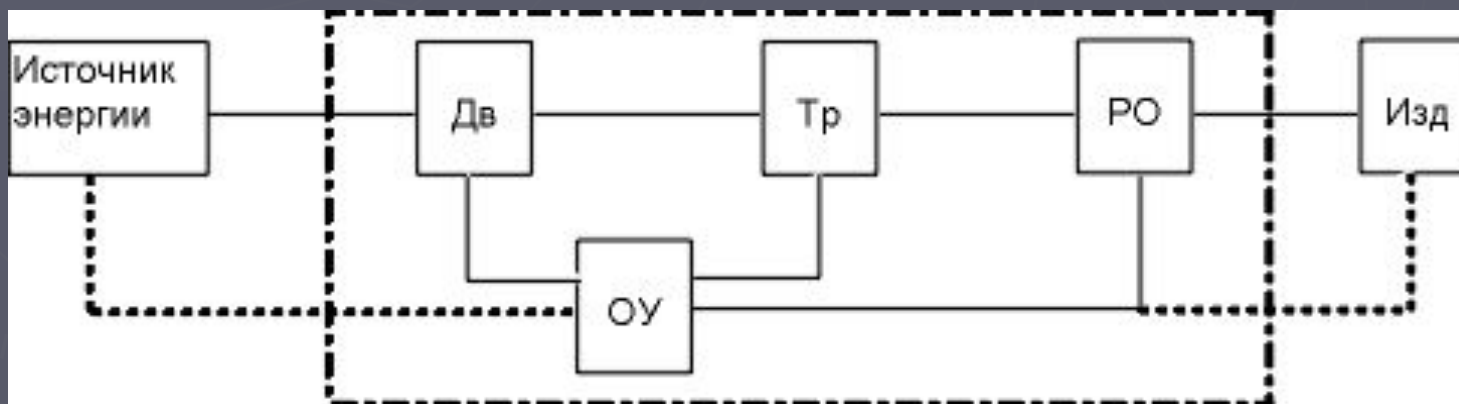 Источник
энергии
Дв
Тр
РО
Изд
ОУ